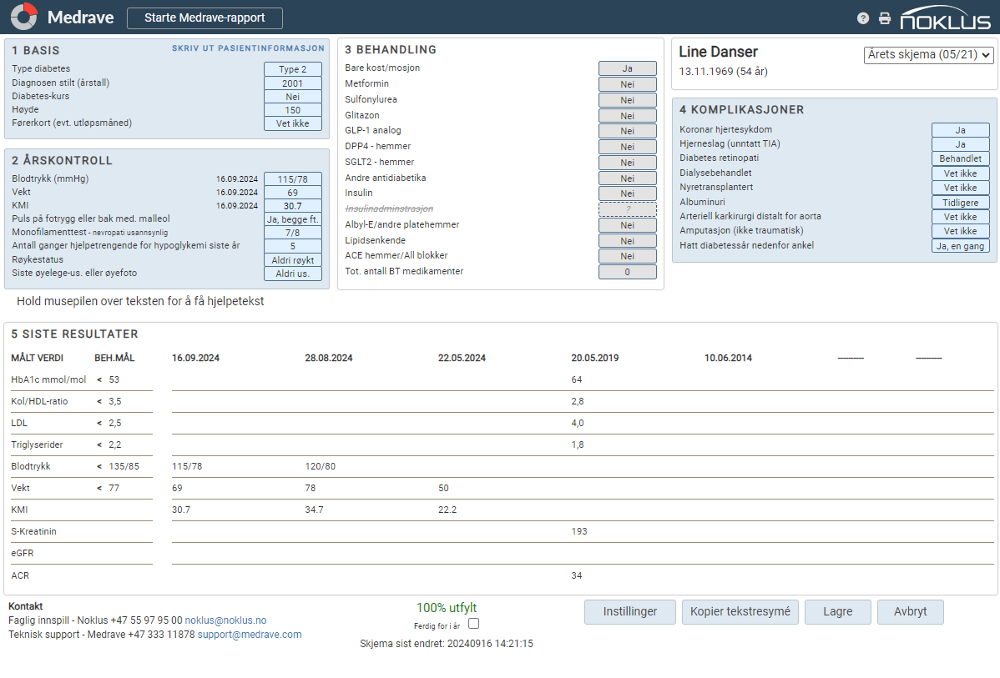 Medrave
Starte Medrave-rapport
?
NOKLUS
1 BASIS
SKRIV UT PASIENTINFORMASJON
Type diabetes Type 2
Diagnosen stilt (årstall) 2001
Diabetes-kurs Nei
Høyde 150
Førerkort (evt. utløpsmåned) Vet ikke
2 ÅRSKONTROLL
Blodtrykk (mmHg) 16.09.2024 115/78
Vekt 16.09.2024 69
KMI 16.09.2024 30.7
Puls på fotrygg eller bak med. malleol Ja, begge ft.
Monofilamenttest - nevropati usannsynlig 7/8
Antall ganger hjelpetrengende for hypoglykemi siste år 5
Røykestatus Aldri røykt
Siste øyelege-us. eller øyefoto Aldri us.
3 BEHANDLING
Bare kost/mosjon Ja
Metformin Nei
Sulfonylurea Nei
Glitazon Nei
GLP-1 analog Nei
DPP4 - hemmer Nei
SGLT2 - hemmer Nei
Andre antidiabetika Nei
Insulin Nei
Insulinadminstrasjon ?
Albyl-E/andre platehemmer Nei
Lipidsenkende Nei
ACE hemmer/All blokker Nei
Tot. antall BT medikamenter 0
Line Danser
Årets skjema (05/21)
13.11.1969 (54 år)
4 KOMPLIKASJONER
Koronar hjertesykdom Ja
Hjerneslag (unntatt TIA) Ja
Diabetes retinopati Behandlet
Dialysebehandlet Vet ikke
Nyretransplantert Vet ikke
Albuminuri Tidligere
Arteriell karkirurgi distalt for aorta Vet ikke
Amputasjon (ikke traumatisk) Vet ikke
Hatt diabetessår nedenfor ankel Ja, en gang
Hold musepilen over teksten for å få hjelpetekst
5 SISTE RESULTATER
MÅLT VERDI BEH.MÅL 16.09.2024 28.08.2024 22.05.2024 20.05.2019 10.06.2014 ---------- ----------
HbA1c mmol/mol < 53 64
Kol/HDL-ratio < 3,5 2,8
LDL < 2,5 4,0
Triglyserider < 2,2 1,8
Blodtrykk < 135/85 115/78 120/80
Vekt < 77 69 78 50
KMI 30.7 34.7 22.2
S-Kreatinin 193
eGFR
ACR 34
Kontakt
Faglig innspill - Noklus +47 55 97 95 00 noklus@noklus.no
Teknisk support - Medrave +47 333 11878 support@medrave.com
100% utfylt
Ferdig for i år
Skjema sist endret: 20240916 14:21:15
Instillinger
Kopier tekstresymé
Lagre
Avbryt